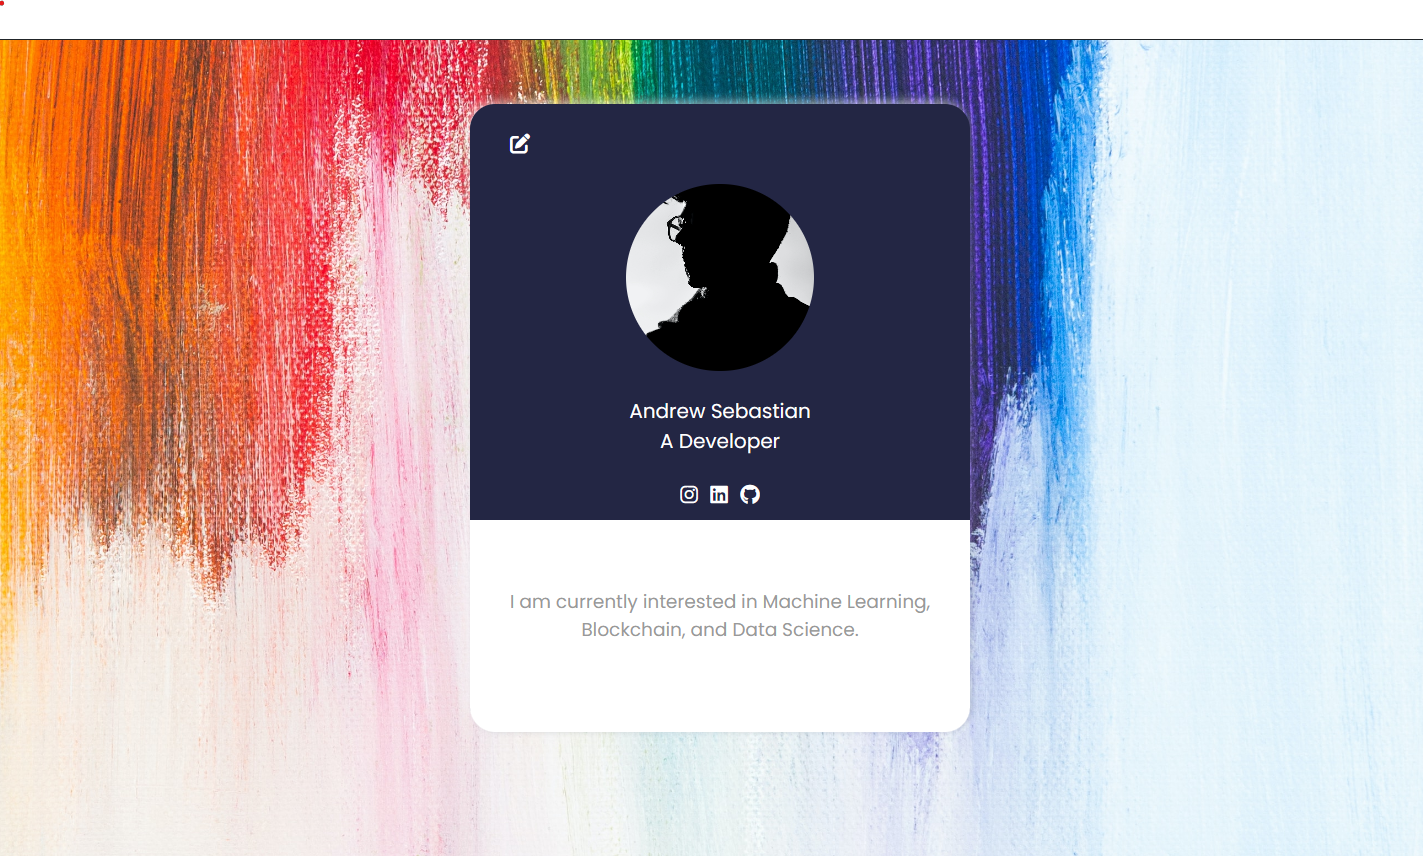 Andrew Sebastian
A Developer
I am currently interested in Machine Learning,
Blockchain, and Data Science.